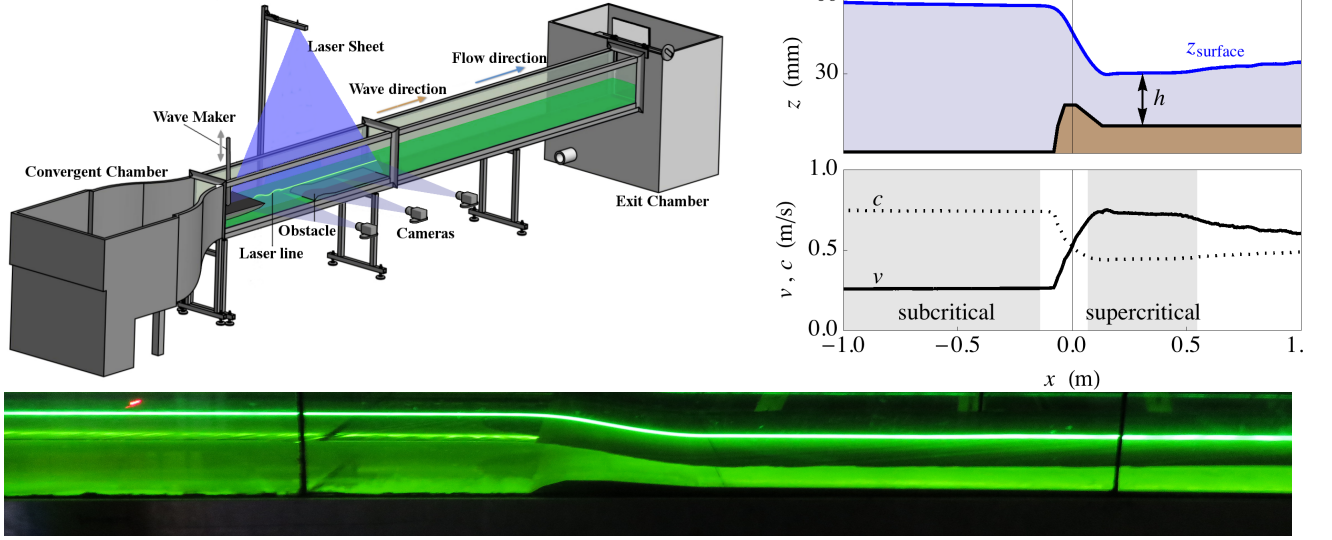 Laser Sheet
Flow direction
Wave direction
Wave Maker
Convergent Chamber
Exit Chamber
Obstacle
Cameras
Laser line
z (mm)
30
z surface
h
1.0
c
0.5
v
v , c (m/s)
subcritical
supercritical
0.0
−1.0
−0.5
0.0
0.5
1.
x (m)